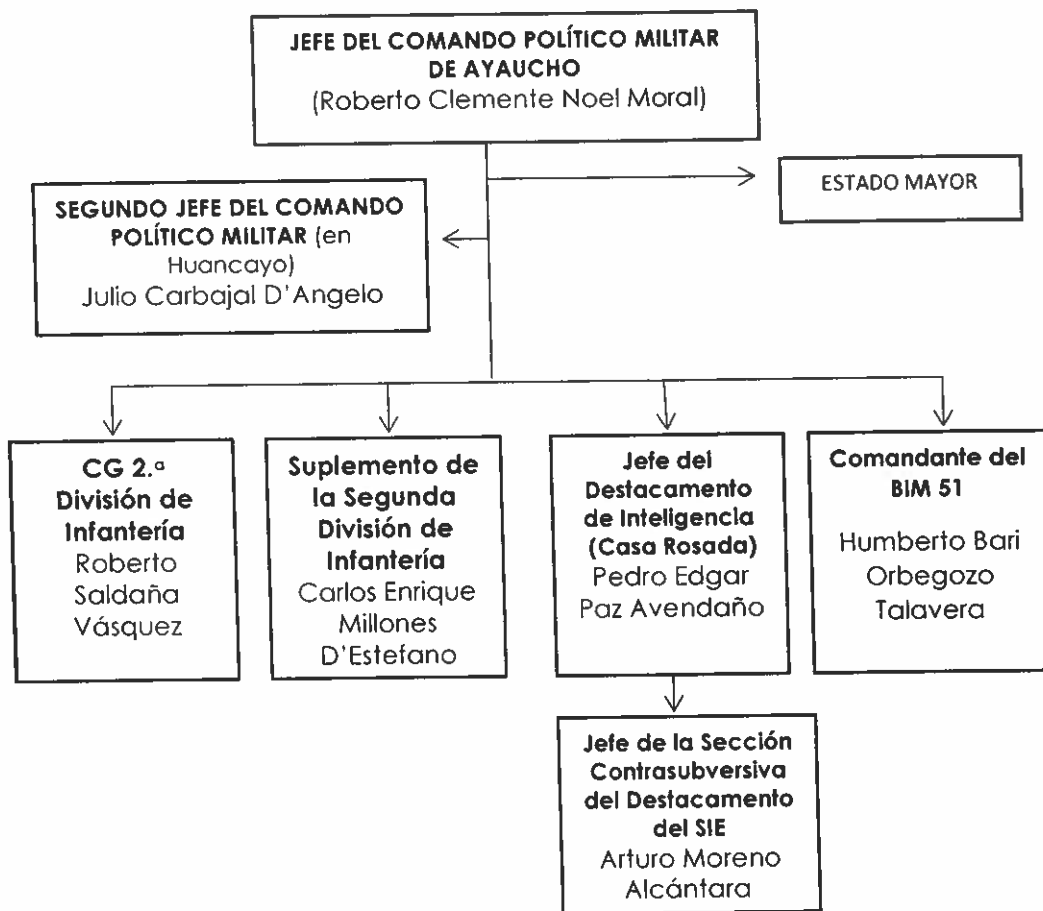 JEFE DEL COMANDO POLÍTICO MILITAR
DE AYAUCHO
(Roberto Clemente Noel Moral)
ESTADO MAYOR
SEGUNDO JEFE DEL COMANDO
POLÍTICO MILITAR (en
Huancayo)
Julio Carbajal D'Angelo
CG 2.ª
División de
Infantería
Roberto
Saldaña
Vásquez
Suplemento de
la Segunda
División de
Infantería
Carlos Enrique
Millones
D'Estefano
Jefe del
Destacamento
de Inteligencia
(Casa Rosada)
Pedro Edgar
Paz Avendaño
Comandante del
BIM 51
Humberto Bari
Orbegozo
Talavera
Jefe de la Sección
Contrasubversiva
del Destacamento
del SIE
Arturo Moreno
Alcántara